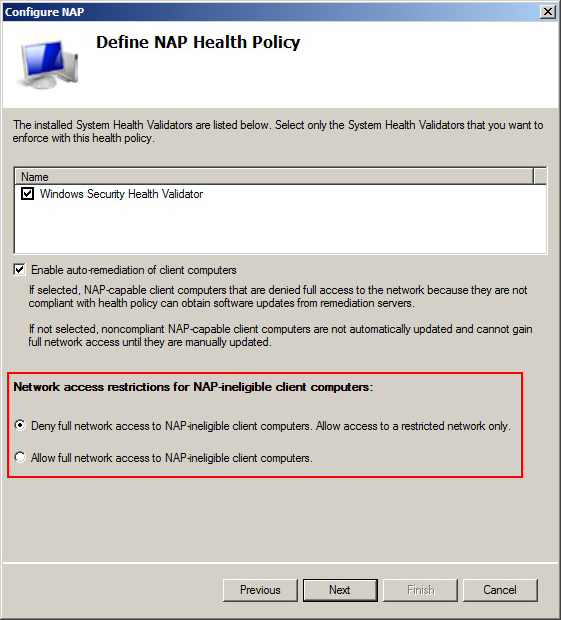 Configure NAP
Define NAP Health Policy
The installed System Health Validators are listed below. Select only the System Health Validators that you want to
enforce with this health policy.
Name
Windows Security Health Validator
Enable auto-remediation of client computers
If selected, NAP-capable client computers that are denied full access to the network because they are not
compliant with health policy can obtain software updates from remediation servers.
If not selected, noncompliant NAP-capable client computers are not automatically updated and cannot gain
full network access until they are manually updated.
Network access restrictions for NAP-ineligible client computers:
Deny full network access to NAP-ineligible client computers. Allow access to a restricted network only.
Allow full network access to NAP-ineligible client computers.
Previous Next Finish Cancel